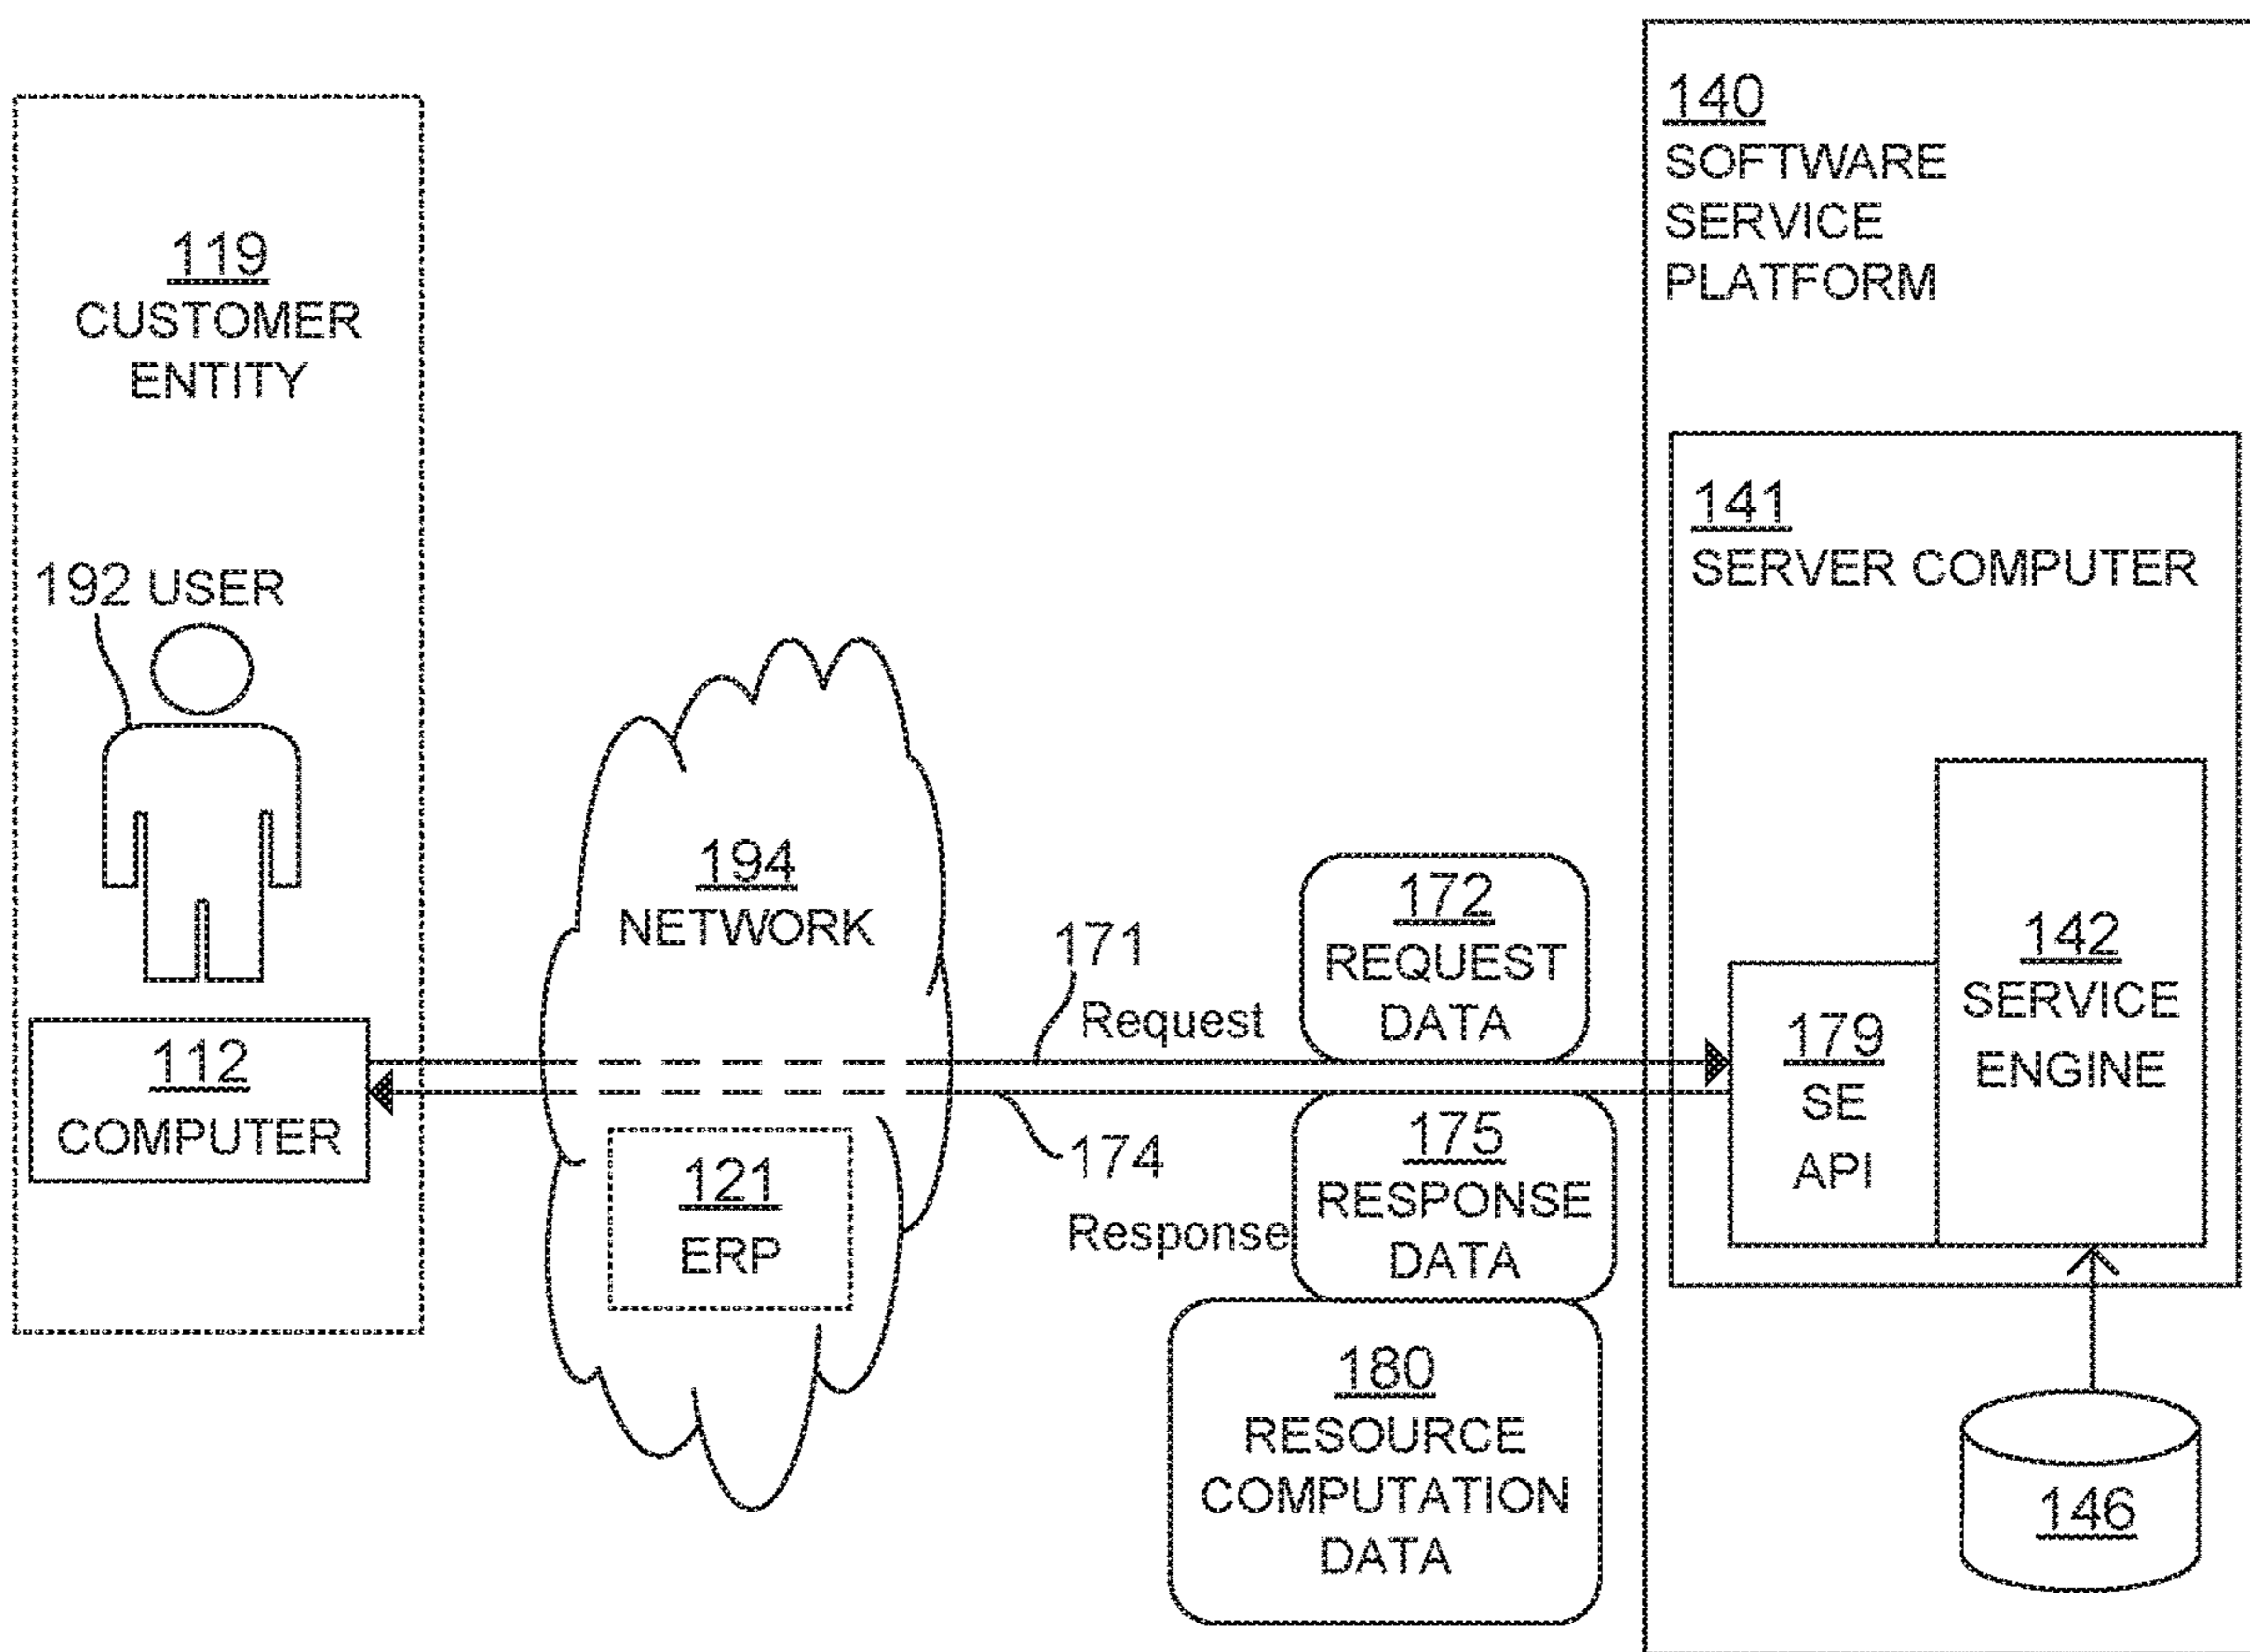 119
CUSTOMER
ENTITY
192 USER
112
COMPUTER
194
NETWORK
121
ERP
171
Request
172
REQUEST
DATA
174
Response
175
RESPONSE
DATA
180
RESOURCE
COMPUTATION
DATA
140
SOFTWARE
SERVICE
PLATFORM
141
SERVER COMPUTER
142
SERVICE
ENGINE
179
SE
API
146